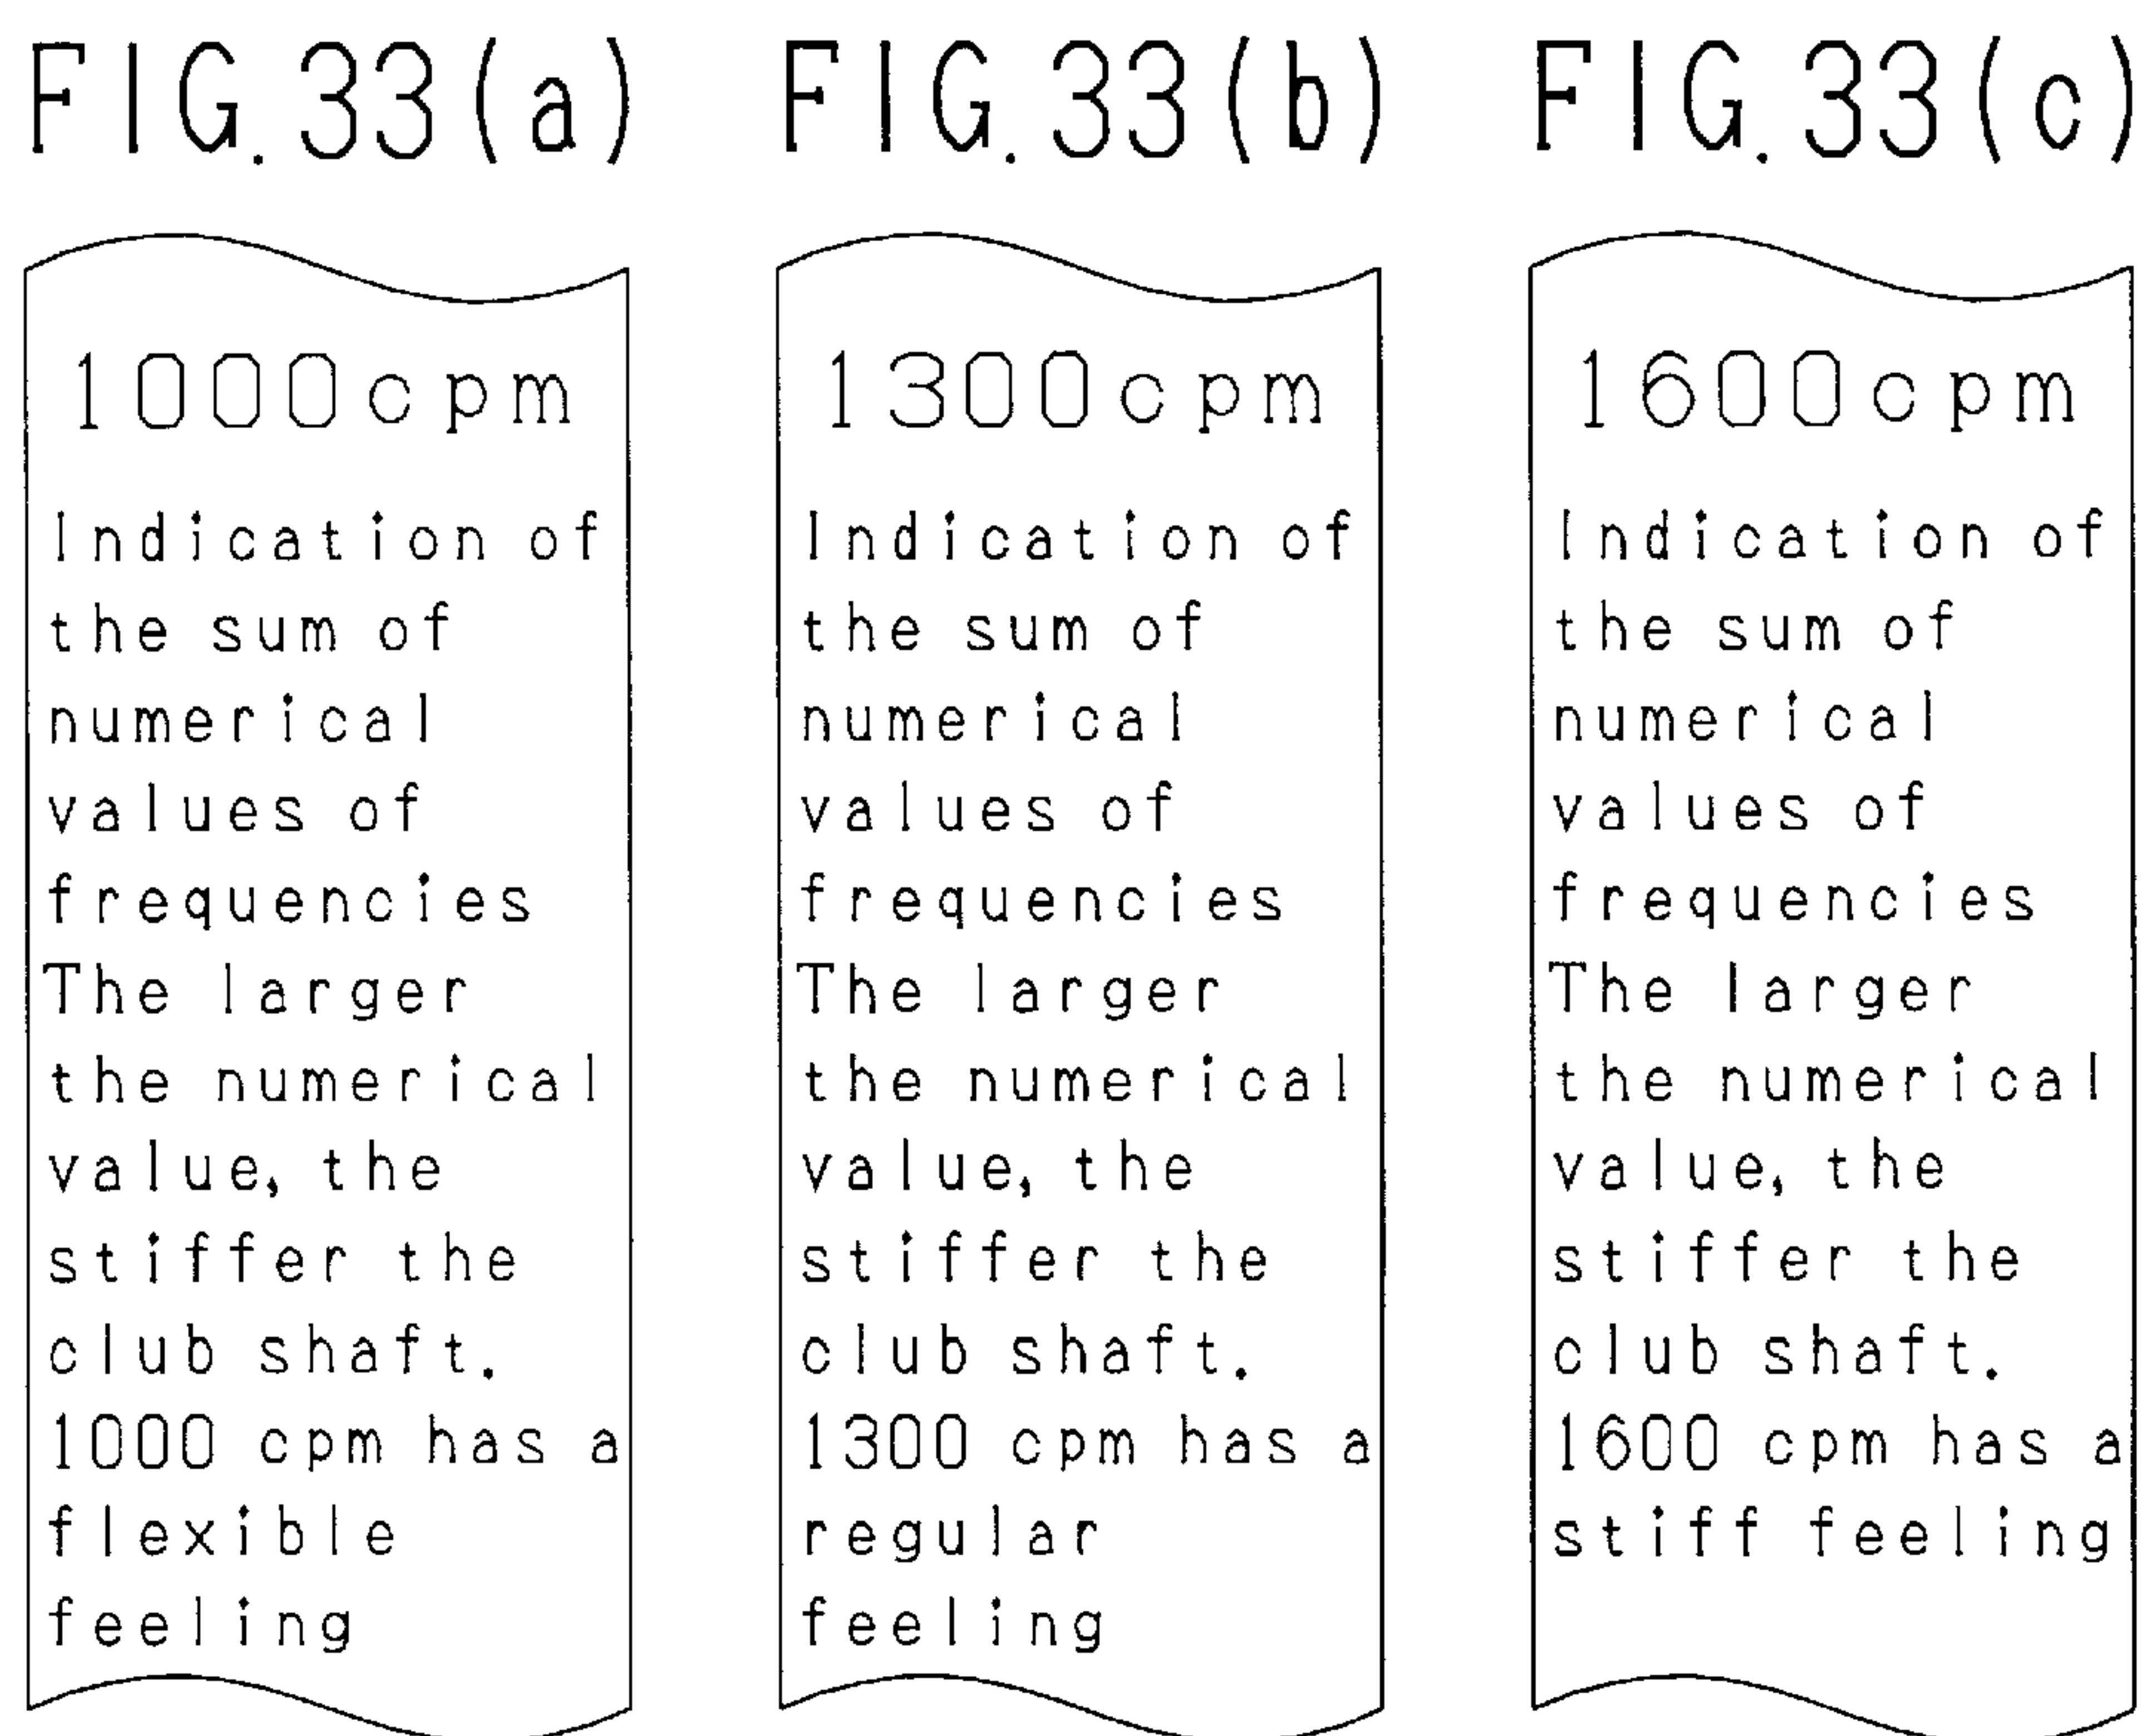 FIG. 33(a)
1000cpm
Indication of
the sum of
numerical
values of
frequencies
The larger
the numerical
value, the
stiffer the
club shaft.
1000 cpm has a
flexible
feeling
FIG. 33(b)
1300cpm
Indication of
the sum of
numerical
values of
frequencies
The larger
the numerical
value, the
stiffer the
club shaft.
1300 cpm has a
regular
feeling
FIG. 33(c)
1600cpm
Indication of
the sum of
numerical
values of
frequencies
The larger
the numerical
value, the
stiffer the
club shaft.
1600 cpm has a
stiff feeling